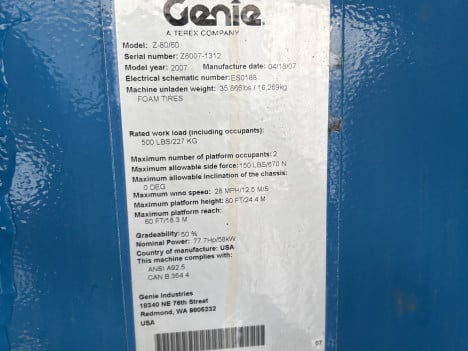 Genie
A TEREX COMPANY
Model: Z-80/60
Serial number: Z8007-1312
Model year: 2007 Manufacture date: 04/18/07
Electrical schematic number: ES0188
Machine unladen weight: 35,866lbs / 16,269kg
FOAM TIRES
Rated work load (including occupants):
500 LBS/227 KG
Maximum number of platform occupants: 2
Maximum allowable side force: 150 LBS/670 N
Maximum allowable inclination of the chassis:
0 DEG
Maximum wind speed: 28 MPH/12.5 M/S
Maximum platform height: 80 FT/24.4 M
Maximum platform reach:
60 FT/18.3 M
Gradeability: 50 %
Nominal Power: 77.7Hp/58kW
Country of manufacture: USA
This machine complies with:
ANSI A92.5
CAN B.354.4
Genie Industries
18340 NE 76th Street
Redmond, WA 9805232
USA
07